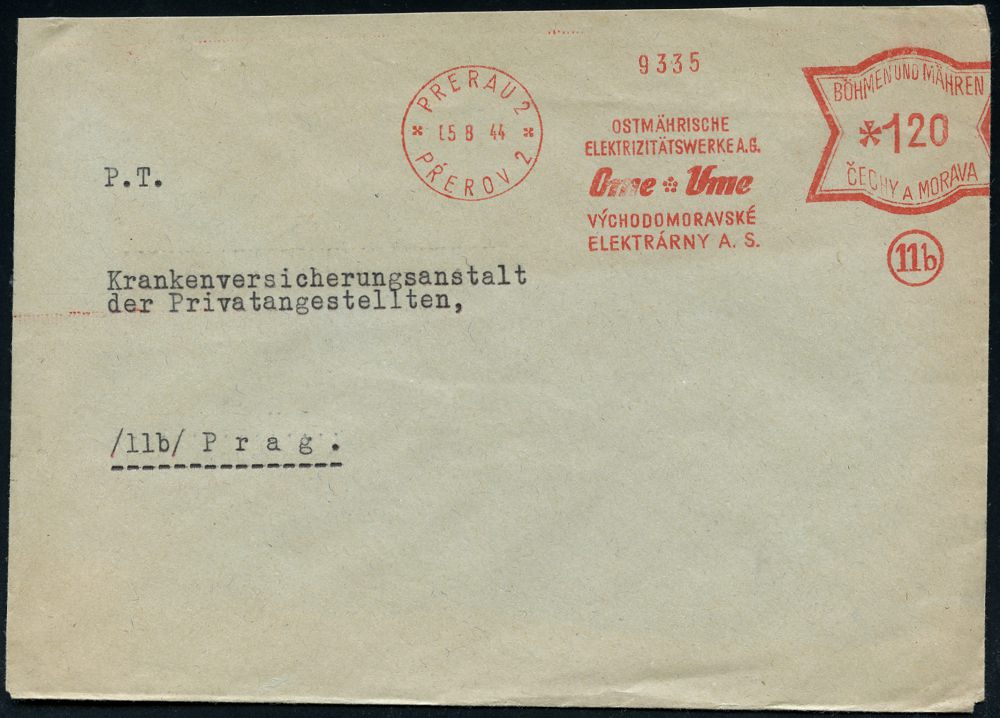 9335
PRERAU 2
15 8 44
PŘEROV 2
OSTMÄHRISCHE
ELEKTRIZITÄTSWERKE A.G.
Ome Vme
VÝCHODOMORAVSKÉ
ELEKTRÁRNY A. S.
BÖHMEN UND MÄHREN
*120
ČECHY A MORAVA
11b
P.T.
Krankenversicherungsanstalt
der Privatangestellten,
/11b/ P r a g .